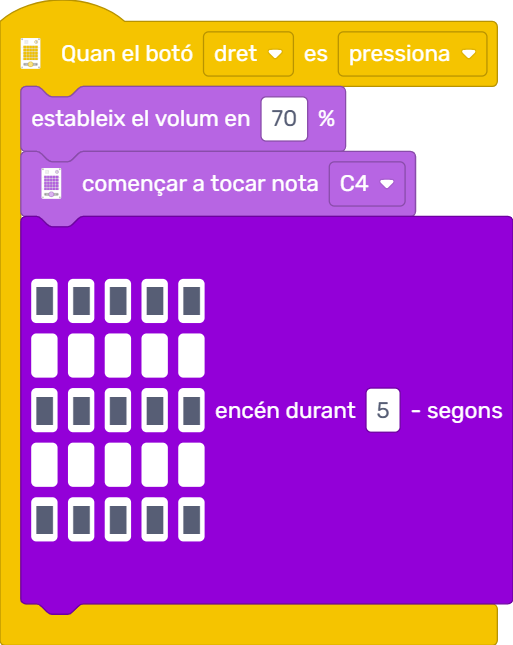 Quan el botó dret es pressiona
estableix el volum en 70 %
començar a tocar nota C4
encén durant 5 - segons